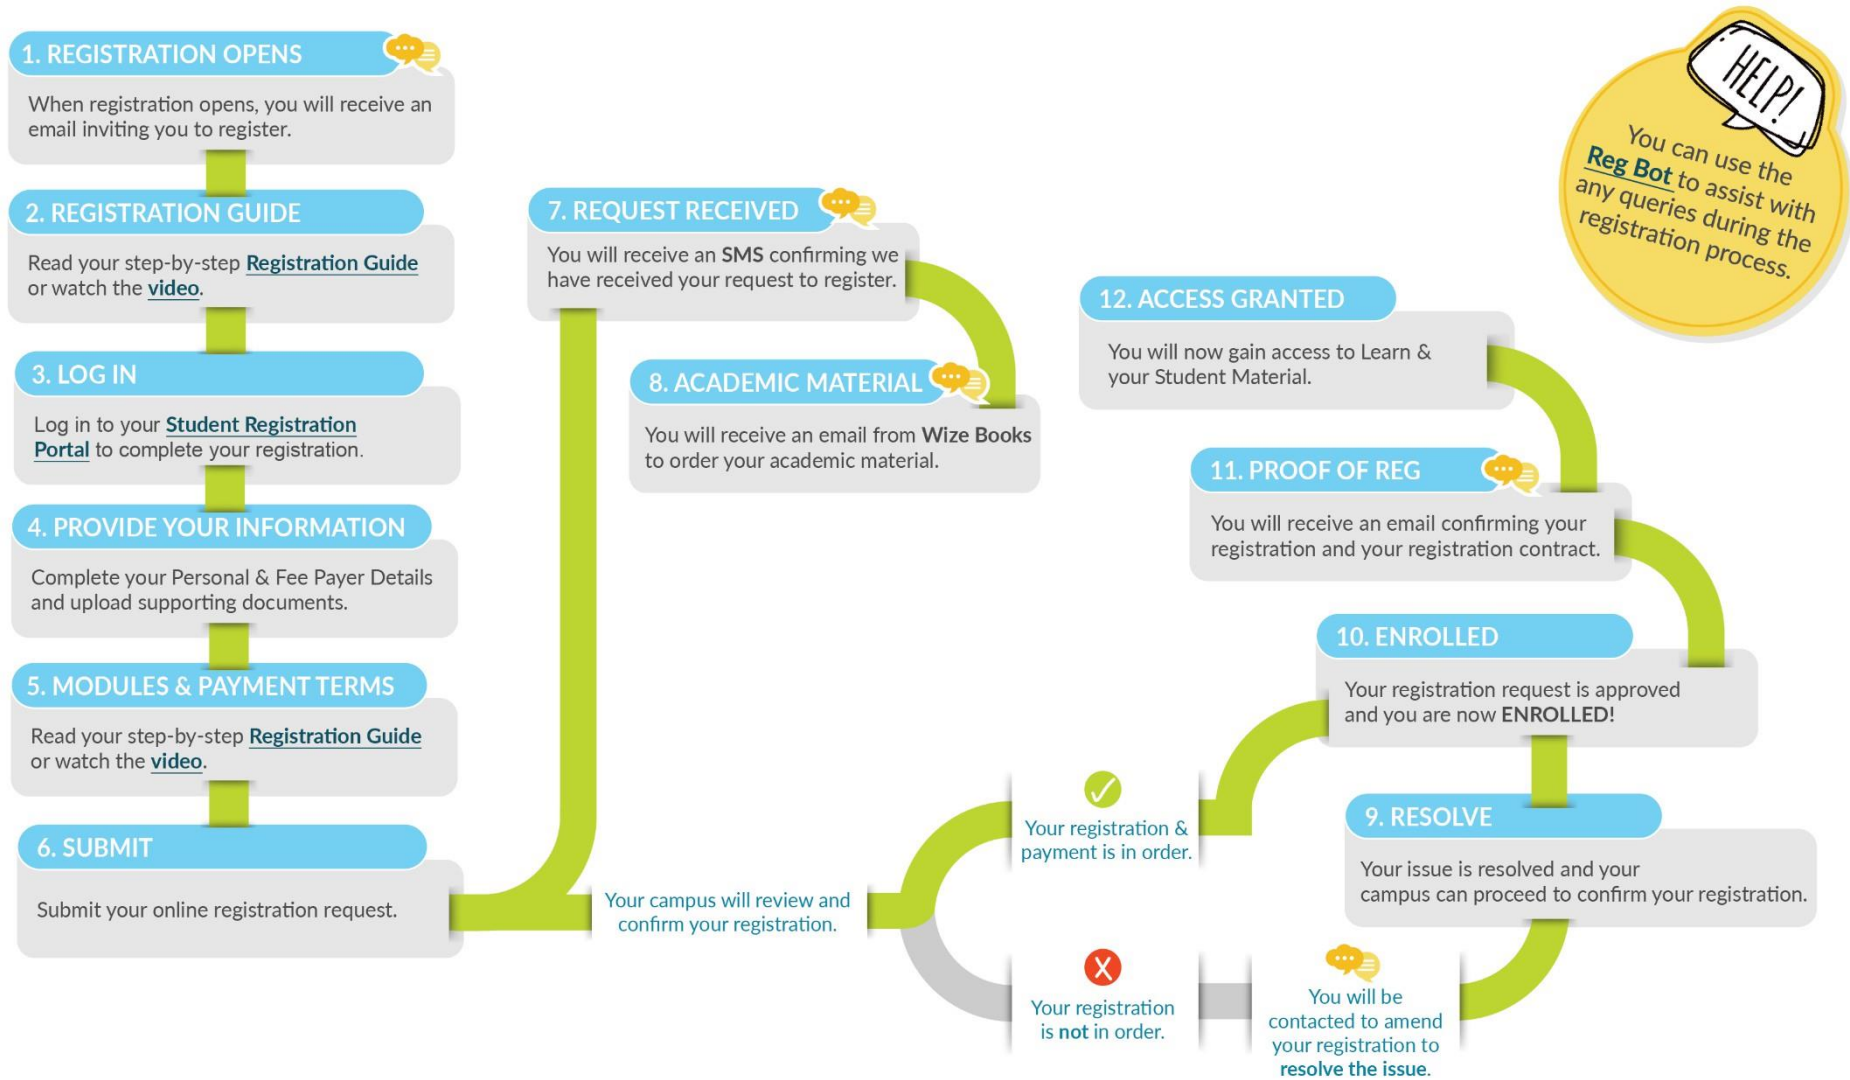 1. REGISTRATION OPENS
When registration opens, you will receive an
email inviting you to register.
2. REGISTRATION GUIDE
Read your step-by-step Registration Guide
or watch the video.
3. LOG IN
Log in to your Student Registration
Portal to complete your registration.
4. PROVIDE YOUR INFORMATION
Complete your Personal & Fee Payer Details
and upload supporting documents.
5. MODULES & PAYMENT TERMS
Read your step-by-step Registration Guide
or watch the video.
6. SUBMIT
Submit your online registration request.
7. REQUEST RECEIVED
You will receive an SMS confirming we
have received your request to register.
8. ACADEMIC MATERIAL
You will receive an email from Wize Books
to order your academic material.
Your campus will review and
confirm your registration.
Your registration &
payment is in order.
Your registration
is not in order.
You will be
contacted to amend
your registration to
resolve the issue.
9. RESOLVE
Your issue is resolved and your
campus can proceed to confirm your registration.
10. ENROLLED
Your registration request is approved
and you are now ENROLLED!
11. PROOF OF REG
You will receive an email confirming your
registration and your registration contract.
12. ACCESS GRANTED
You will now gain access to Learn &
your Student Material.
HELP!
You can use the
Reg Bot to assist with
any queries during the
registration process.